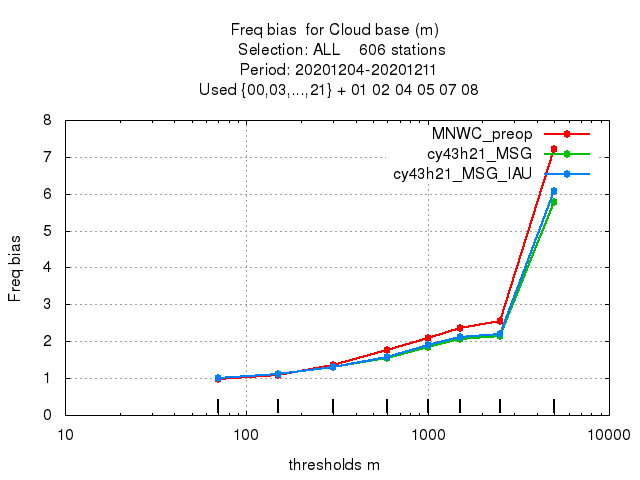 Freq bias  for Cloud base (m)
Selection: ALL    606 stations
Period: 20201204-20201211
Used {00,03,...,21} + 01 02 04 05 07 08
MNWC_preop
cy43h21_MSG
cy43h21_MSG_IAU
Freq bias
8
7
6
5
4
3
2
1
0
10
100
1000
10000
thresholds m